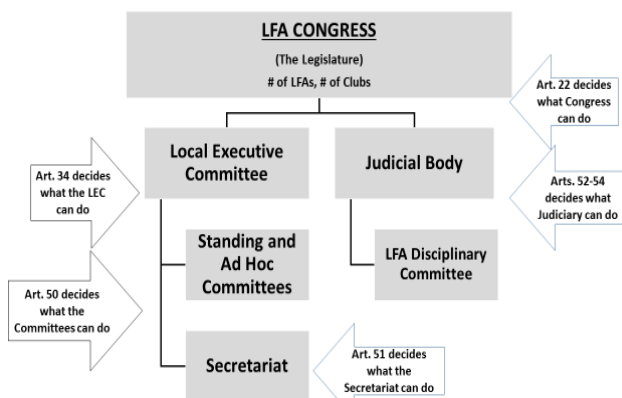 LFA CONGRESS
(The Legislature)
# of LFAs, # of Clubs
Art. 22 decides
what Congress
can do
Local Executive
Committee
Judicial Body
Art. 34 decides
what the LEC
can do
Arts. 52-54
decides what
Judiciary can do
Standing and
Ad Hoc
Committees
LFA Disciplinary
Committee
Art. 50 decides
what the
Committees can do
Secretariat
Art. 51 decides
what the
Secretariat can do